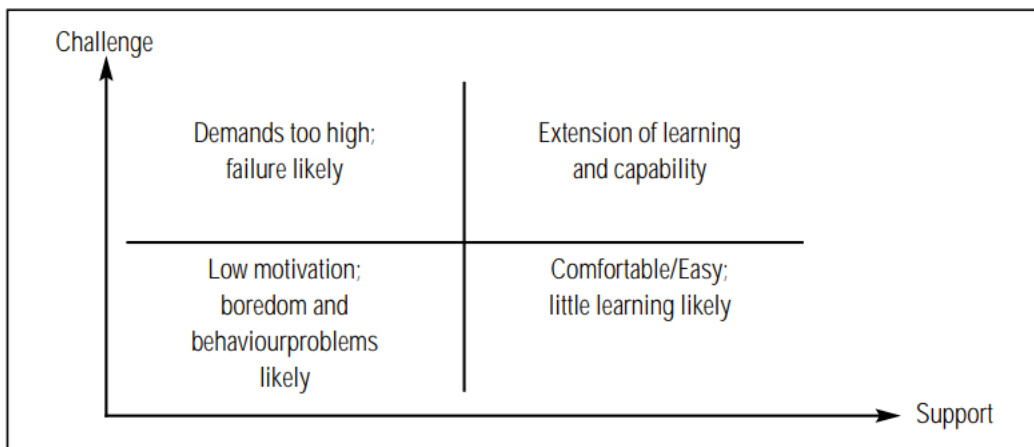 Challenge
Demands too high;
failure likely
Extension of learning
and capability
Low motivation;
boredom and
behaviourproblems
likely
Comfortable/Easy;
little learning likely
Support